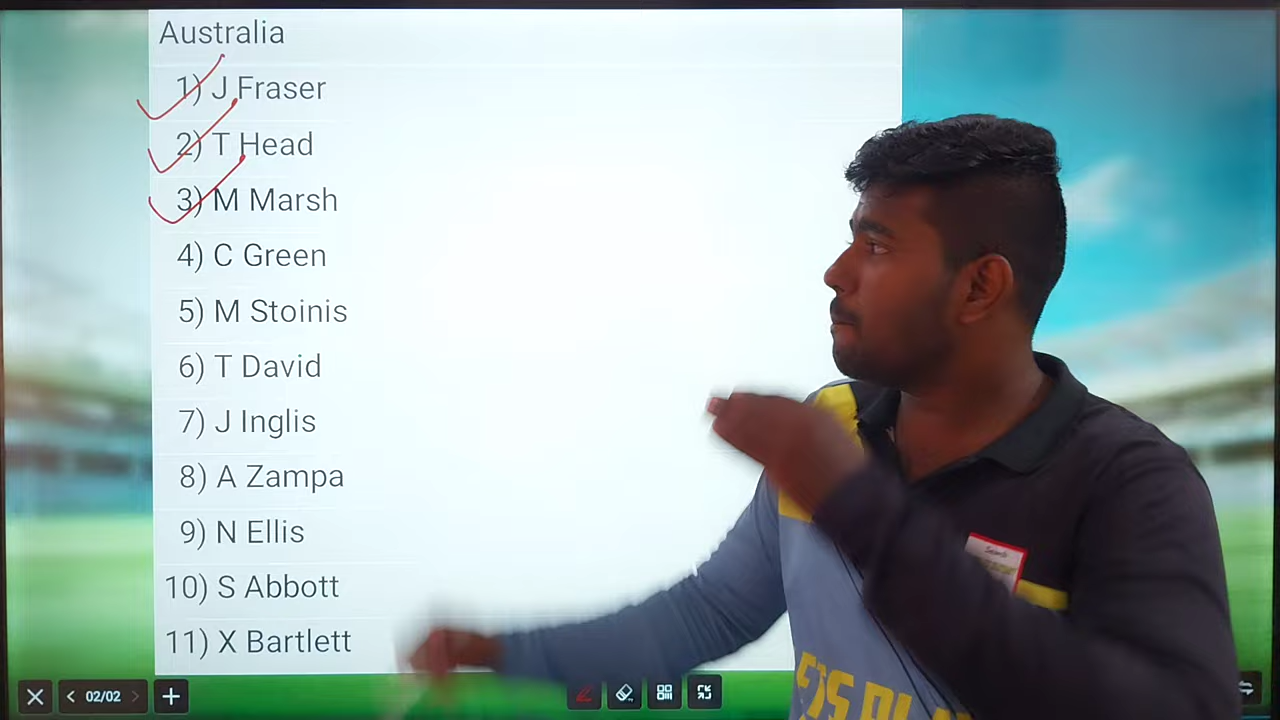 Australia
1) J Fraser
2) T Head
3) M Marsh
4) C Green
5) M Stoinis
6) T David
7) J Inglis
8) A Zampa
9) N Ellis
10) S Abbott
11) X Bartlett
02/02